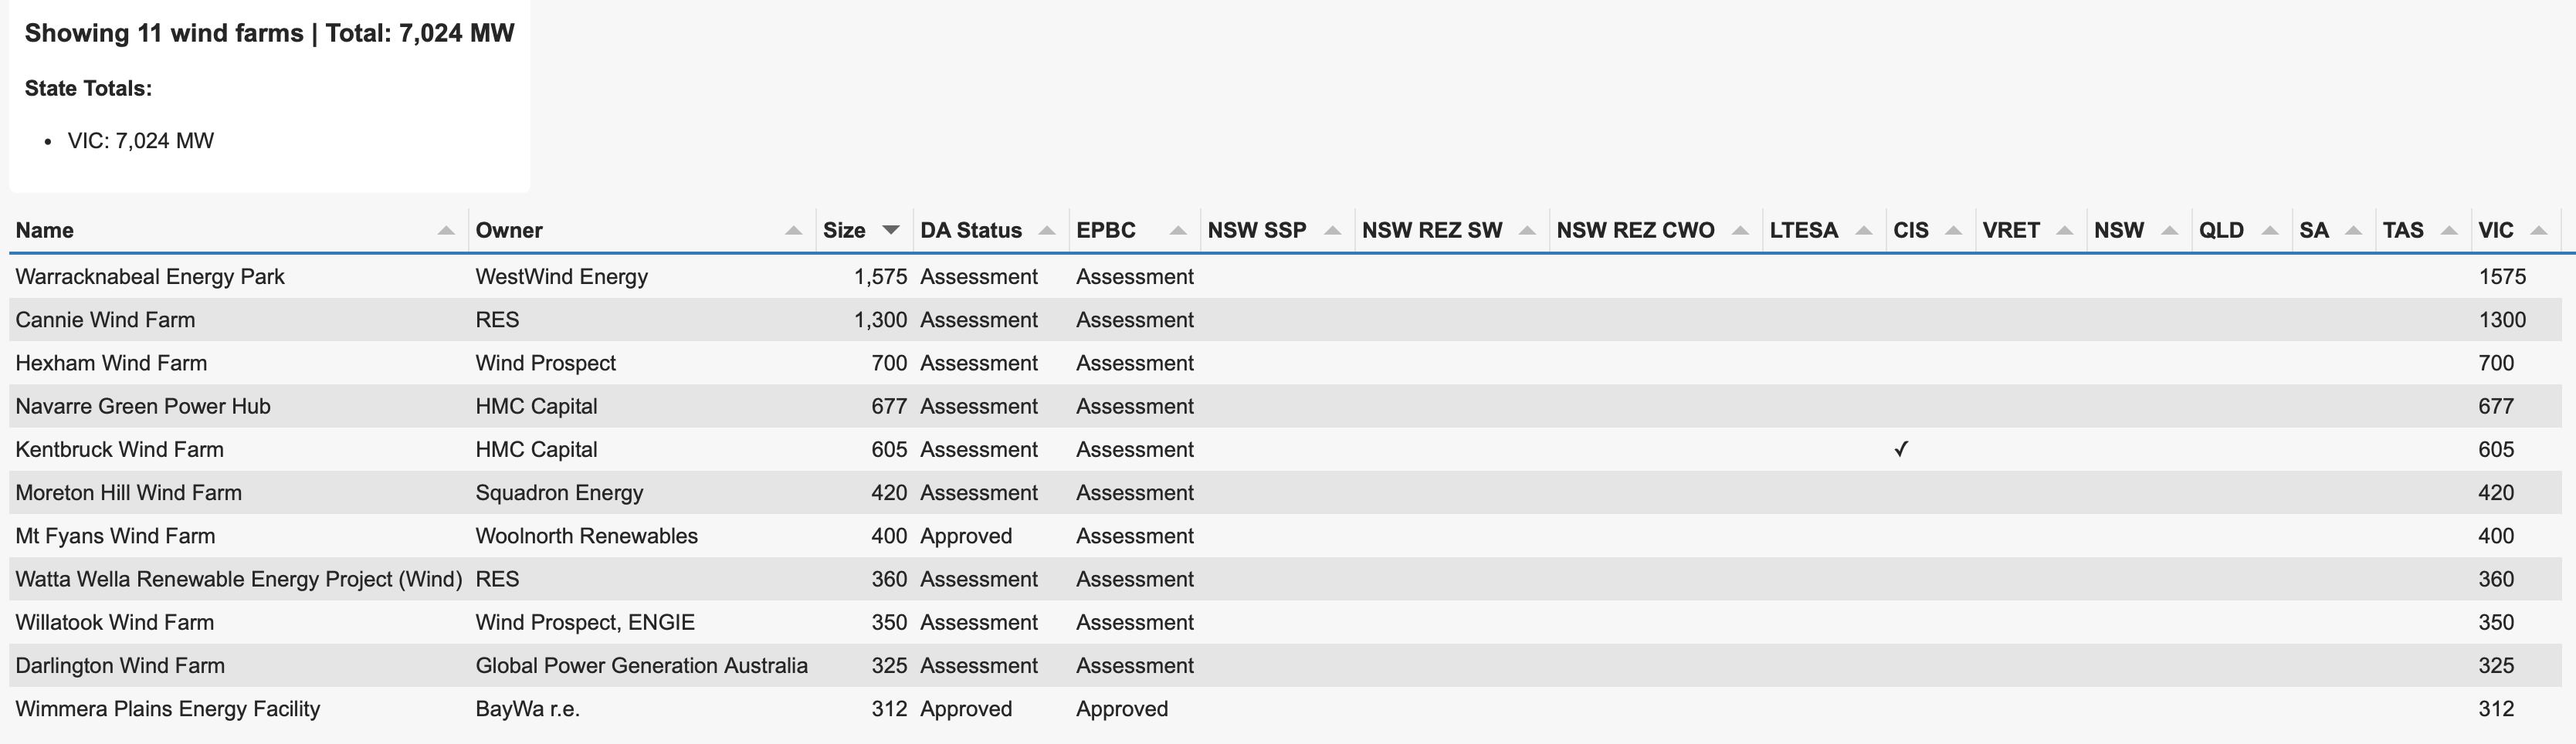 Showing 11 wind farms | Total: 7,024 MW
State Totals:
• VIC: 7,024 MW
Name Owner Size DA Status EPBC NSW SSP NSW REZ SW NSW REZ CWO LTESA CIS VRET NSW QLD SA TAS VIC
Warracknabeal Energy Park WestWind Energy 1,575 Assessment Assessment 1575
Cannie Wind Farm RES 1,300 Assessment Assessment 1300
Hexham Wind Farm Wind Prospect 700 Assessment Assessment 700
Navarre Green Power Hub HMC Capital 677 Assessment Assessment 677
Kentbruck Wind Farm HMC Capital 605 Assessment Assessment ✓ 605
Moreton Hill Wind Farm Squadron Energy 420 Assessment Assessment 420
Mt Fyans Wind Farm Woolnorth Renewables 400 Approved Assessment 400
Watta Wella Renewable Energy Project (Wind) RES 360 Assessment Assessment 360
Willatook Wind Farm Wind Prospect, ENGIE 350 Assessment Assessment 350
Darlington Wind Farm Global Power Generation Australia 325 Assessment Assessment 325
Wimmera Plains Energy Facility BayWa r.e. 312 Approved Approved 312